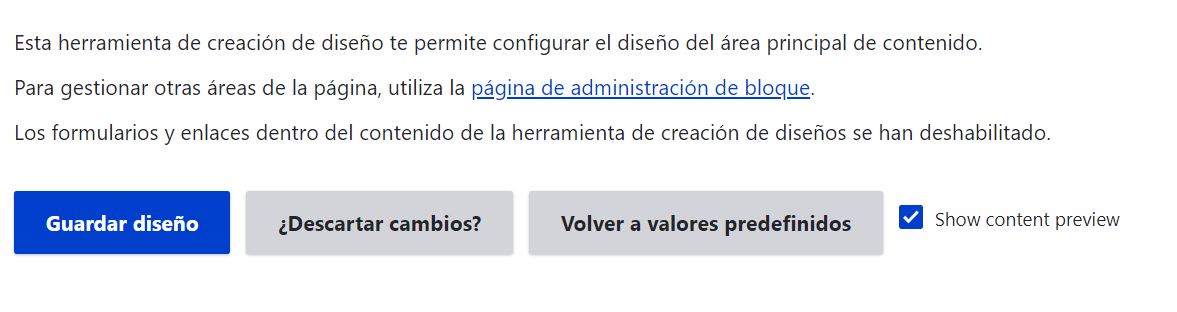 Esta herramienta de creación de diseño te permite configurar el diseño del área principal de contenido.
Para gestionar otras áreas de la página, utiliza la página de administración de bloque.
Los formularios y enlaces dentro del contenido de la herramienta de creación de diseños se han deshabilitado.
Guardar diseño ¿Descartar cambios? Volver a valores predefinidos Show content preview